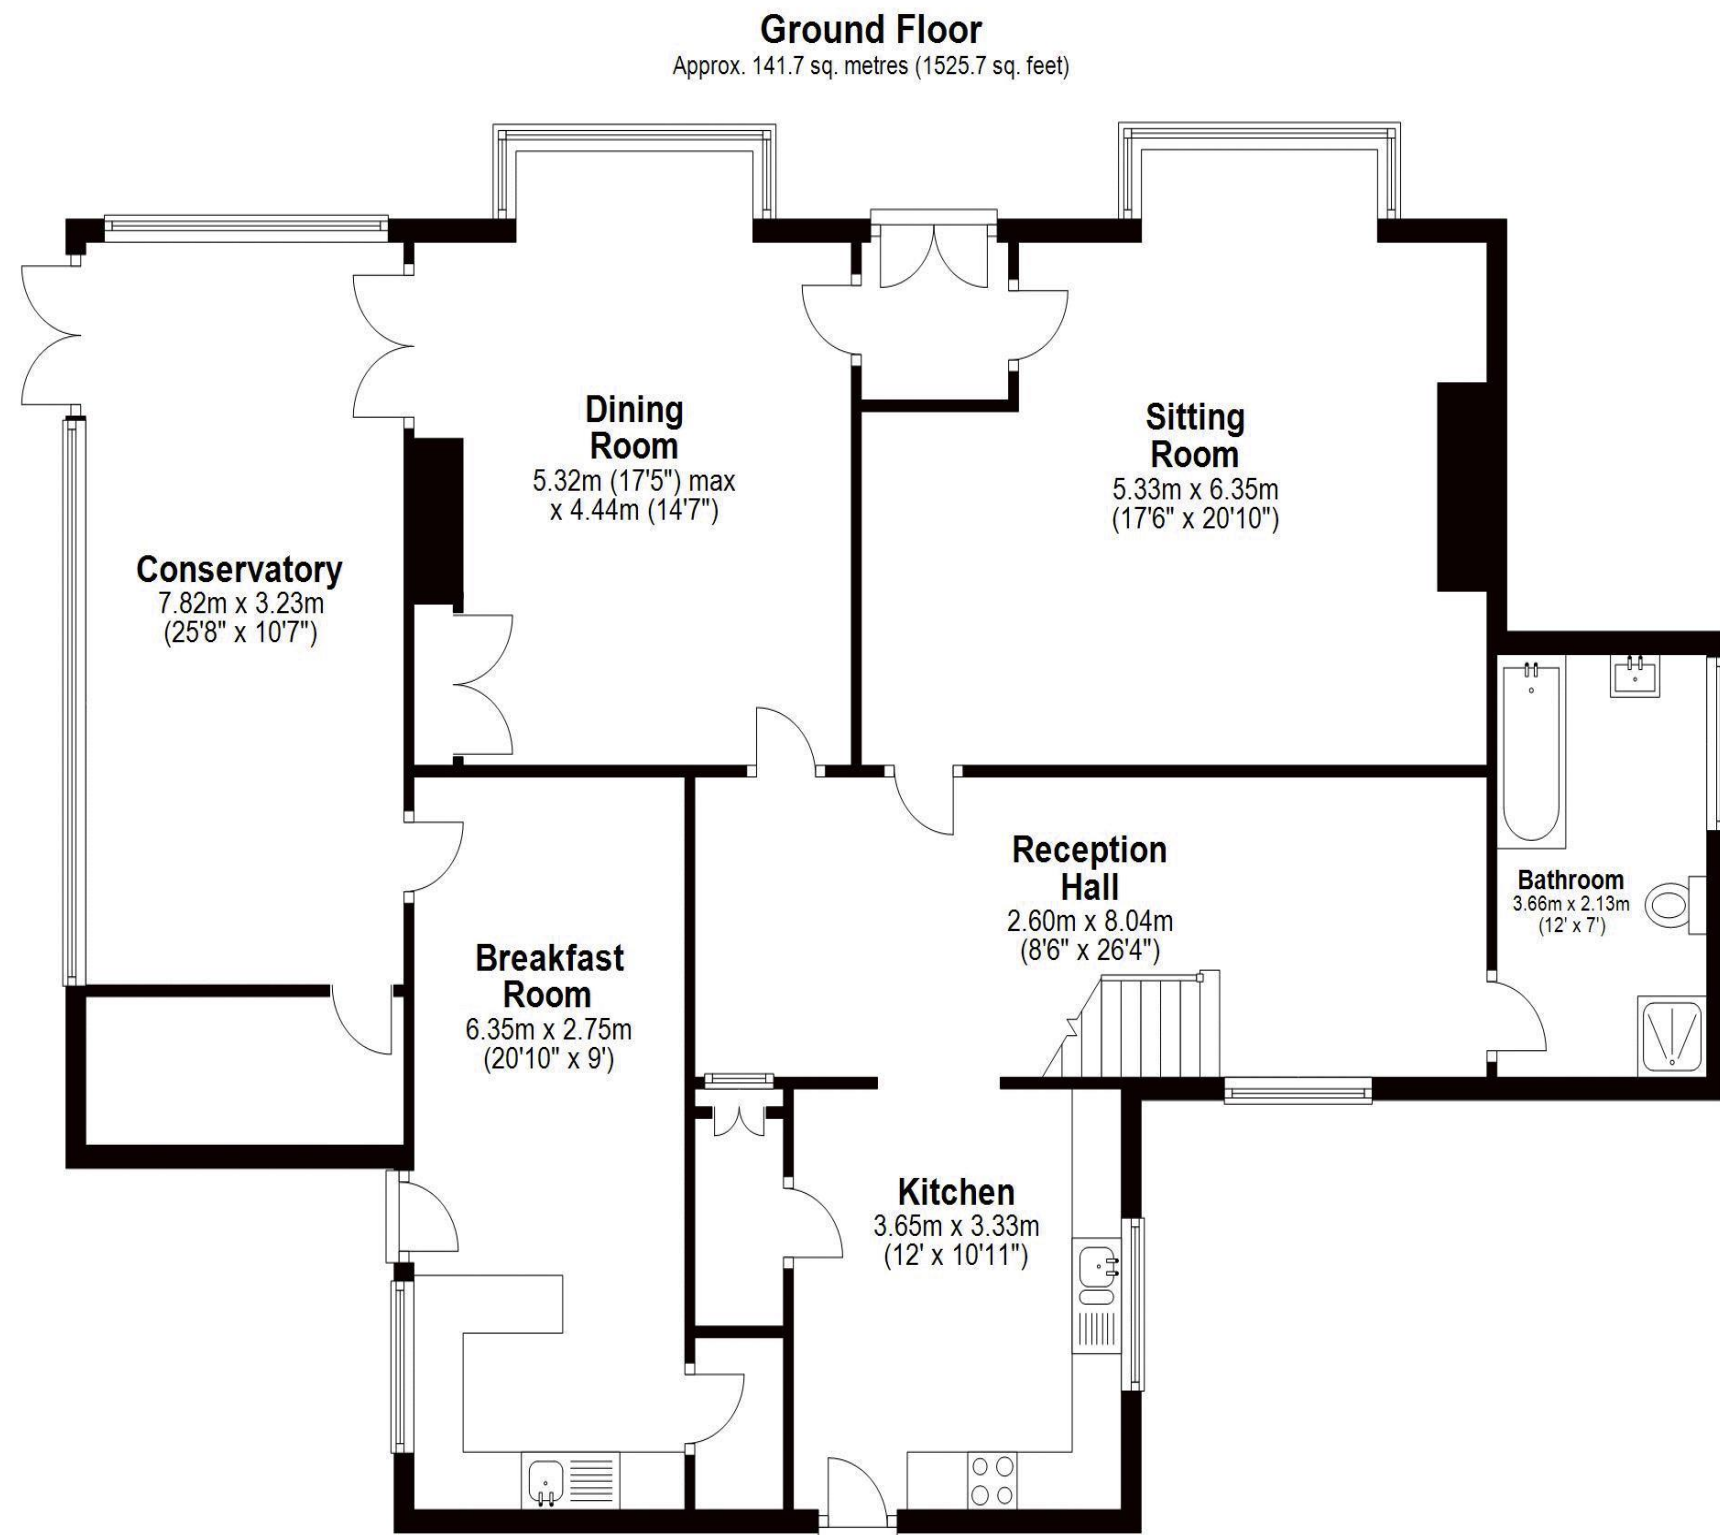 Ground Floor
Approx. 141.7 sq. metres (1525.7 sq. feet)
Dining
Room
5.32m (17'5") max
x 4.44m (14'7")
Sitting
Room
5.33m x 6.35m
(17'6" x 20'10")
Conservatory
7.82m x 3.23m
(25'8" x 10'7")
Reception
Hall
2.60m x 8.04m
(8'6" x 26'4")
Bathroom
3.66m x 2.13m
(12' x 7')
Breakfast
Room
6.35m x 2.75m
(20'10" x 9')
Kitchen
3.65m x 3.33m
(12' x 10'11")